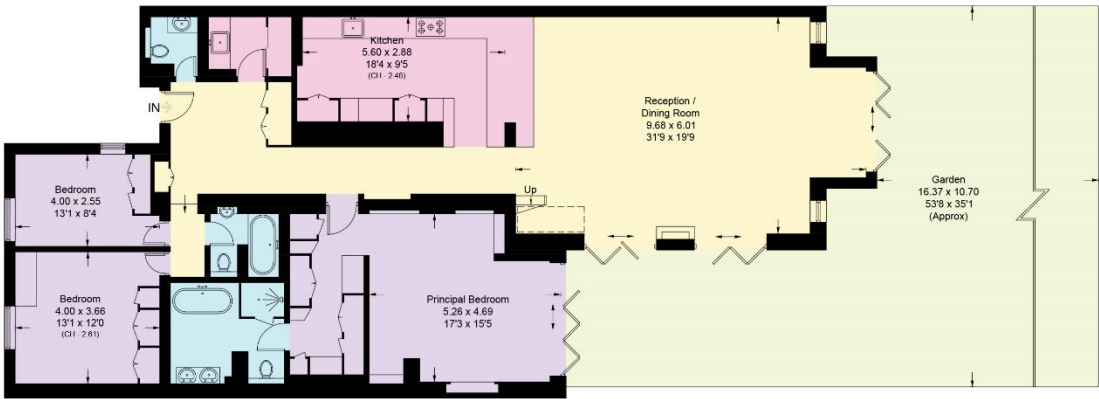 Kitchen
5.60 x 2.88
18'4 x 9'5
(CH - 2.46)
IN
Reception /
Dining Room
9.68 x 6.01
31'9 x 19'9
Bedroom
4.00 x 2.55
13'1 x 8'4
Up
Garden
16.37 x 10.70
53'8 x 35'1
(Approx)
Bedroom
4.00 x 3.66
13'1 x 12'0
(CH - 2.61)
Principal Bedroom
5.26 x 4.69
17'3 x 15'5